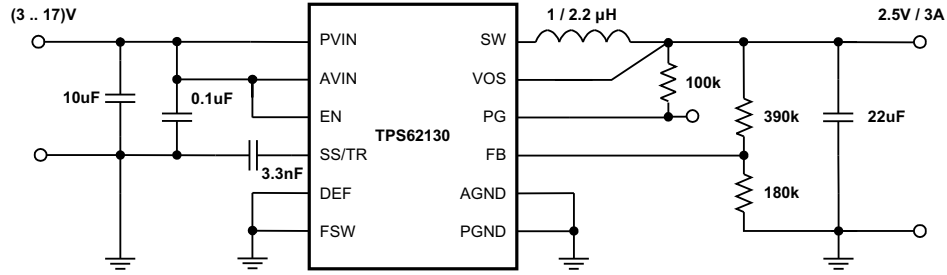 (3 .. 17)V
1 / 2.2 µH
2.5V / 3A
PVIN
SW
AVIN
VOS
10uF
0.1uF
100k
EN
PG
390k
22uF
TPS62130
SS/TR
FB
3.3nF
DEF
AGND
180k
FSW
PGND